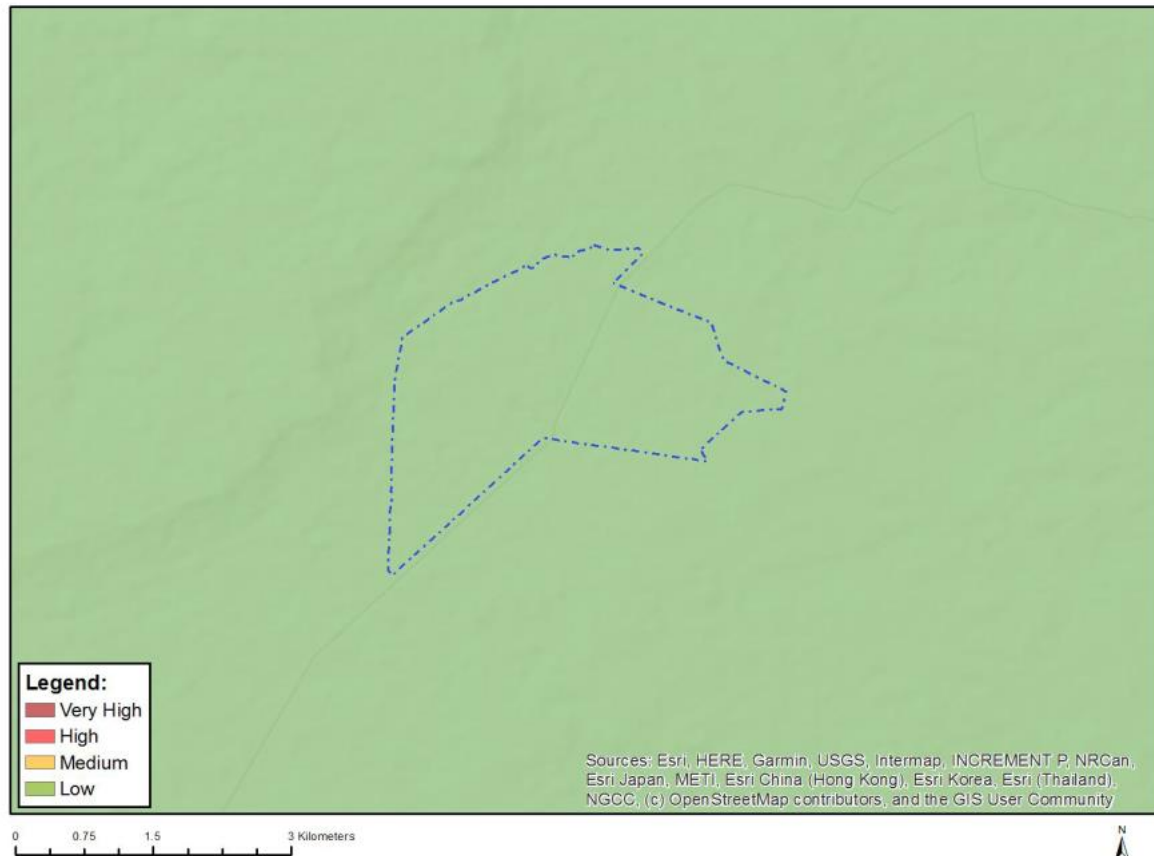 Legend:
Very High
High
Medium
Low
Sources: Esri, HERE, Garmin, USGS, Intermap, INCREMENT P, NRCan,
Esri Japan, METI, Esri China (Hong Kong), Esri Korea, Esri (Thailand),
NGCC, (c) OpenStreetMap contributors, and the GIS User Community
0 0.75 1.5 3 Kilometers
N